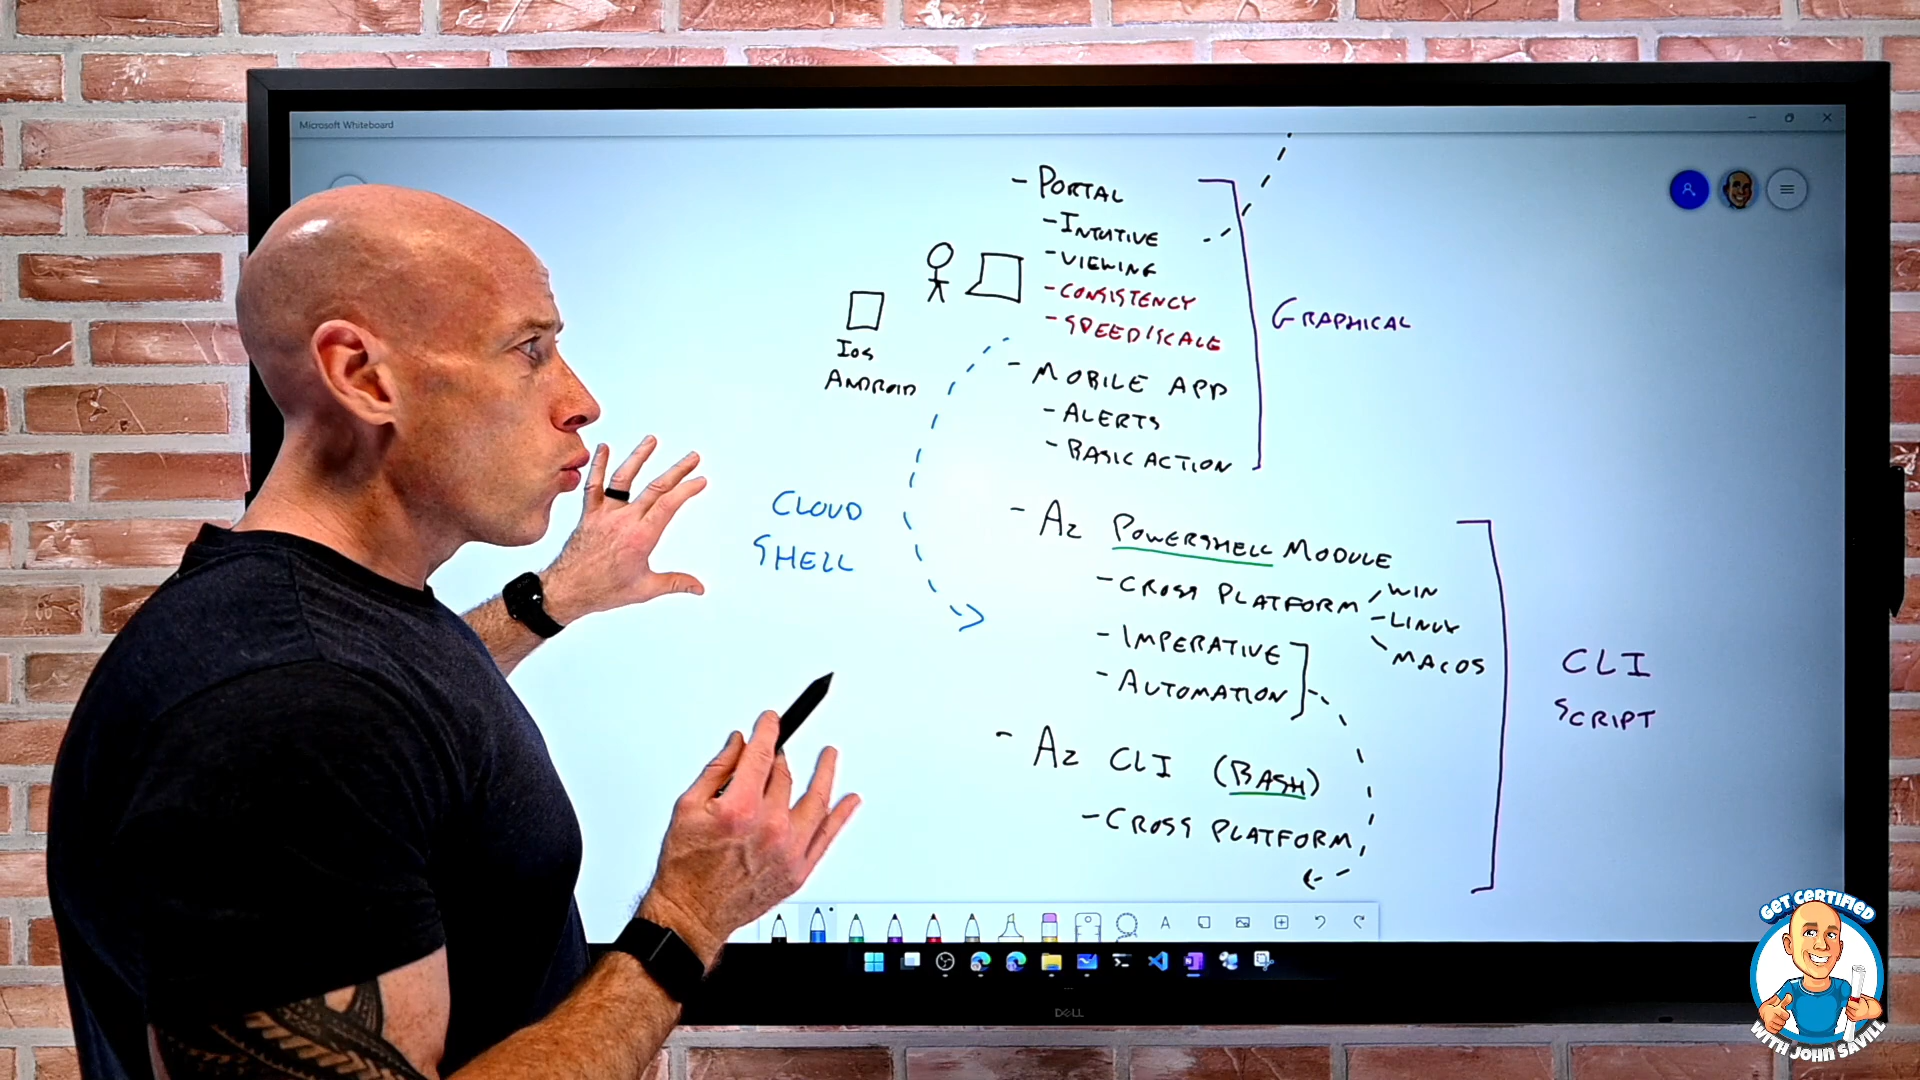 Microsoft Whiteboard
- PORTAL
- INTUTIVE
- VIEWING
- CONSISTENCY
- SPEED/SCALE
GRAPHICAL
IOS
ANDROID
- MOBILE APP
- ALERTS
- BASIC ACTION
CLOUD
SHELL
- AZ POWERSHELL MODULE
- CROSS PLATFORM
- WIN
- LINUX
- MACOS
- IMPERATIVE
- AUTOMATION
CLI
SCRIPT
- AZ CLI (BASH)
- CROSS PLATFORM
DELL
GET CERTIFIED
WITH JOHN SAVILL